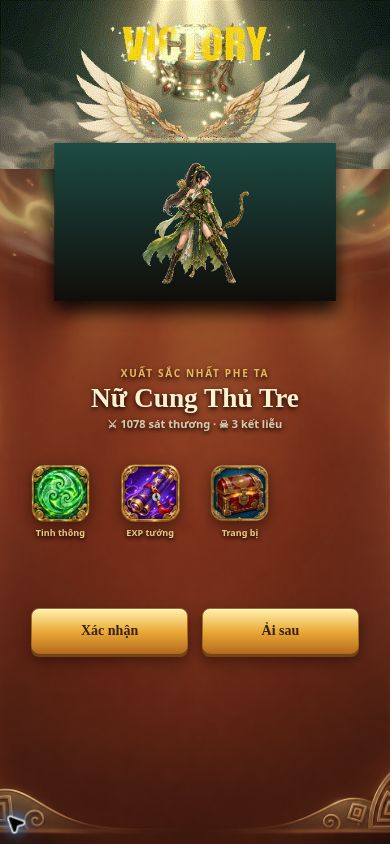 VICTORY
XUẤT SẮC NHẤT PHE TA
Nữ Cung Thủ Tre
⚔ 1078 sát thương · ☠ 3 kết liễu
Tinh thông
EXP tướng
Trang bị
Xác nhận
Ải sau